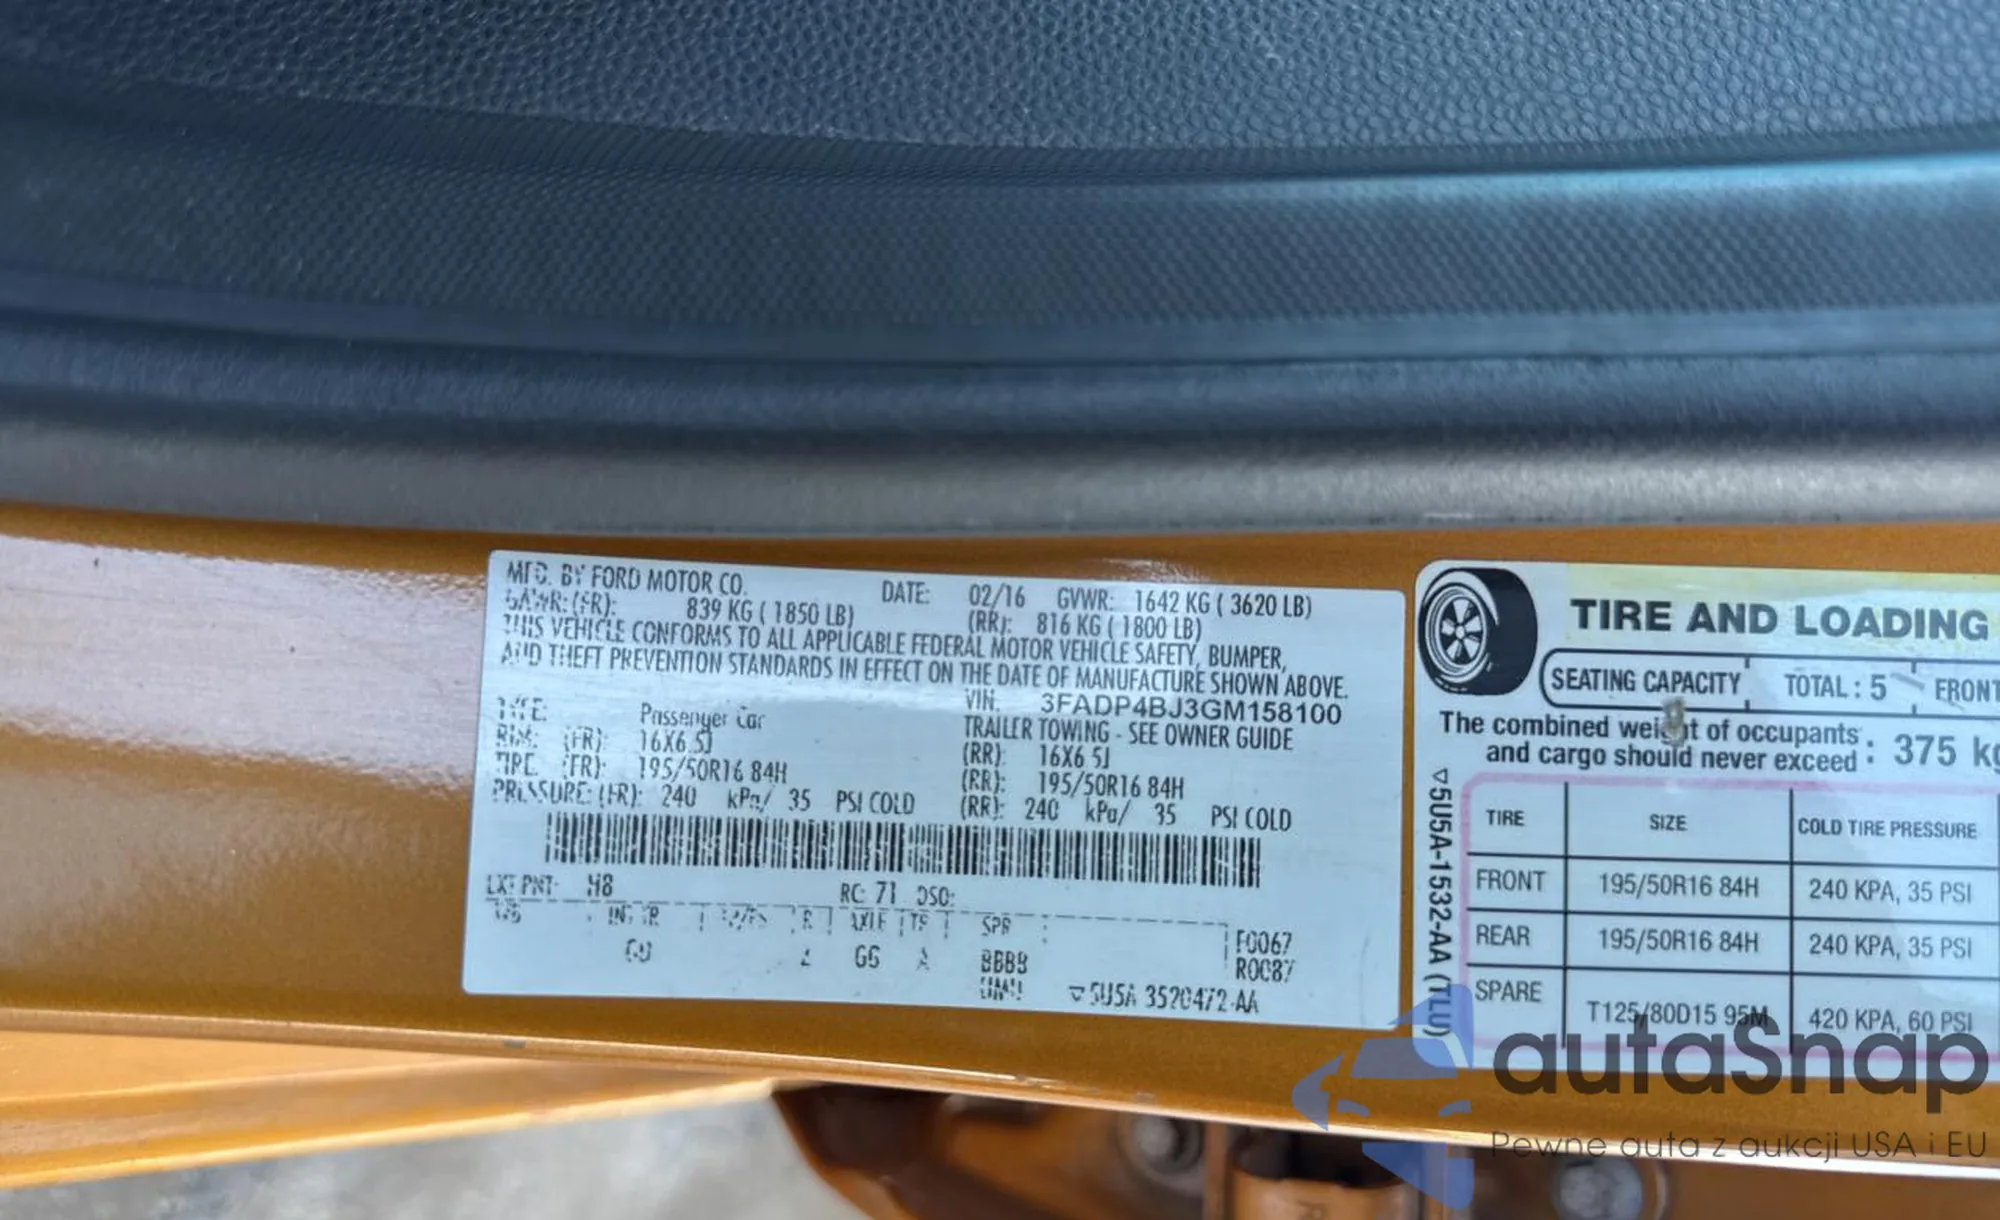 MFD. BY FORD MOTOR CO.
DATE: 02/16 GVWR: 1642 KG ( 3620 LB)
GAWR: (FR): 839 KG ( 1850 LB) (RR): 816 KG ( 1800 LB)
THIS VEHICLE CONFORMS TO ALL APPLICABLE FEDERAL MOTOR VEHICLE SAFETY, BUMPER,
AND THEFT PREVENTION STANDARDS IN EFFECT ON THE DATE OF MANUFACTURE SHOWN ABOVE.
VIN: 3FADP4BJ3GM158100
TYPE: Passenger Car TRAILER TOWING - SEE OWNER GUIDE
RIM: (FR): 16X6.5J (RR): 16X6.5J
TIRE: (FR): 195/50R16 84H (RR): 195/50R16 84H
PRESSURE: (FR): 240 kPa/ 35 PSI COLD (RR): 240 kPa/ 35 PSI COLD
EXT PNT: H8 RC: 71 DSO:
INT TR R AXLE TR SPR
GG BBBB
F0067
R0087
▽5U5A 3520472-AA
TIRE AND LOADING
SEATING CAPACITY TOTAL : 5 FRONT
The combined weight of occupants
and cargo should never exceed : 375 kg
▽5U5A-1532-AA (TLU)
TIRE SIZE COLD TIRE PRESSURE
FRONT 195/50R16 84H 240 KPA, 35 PSI
REAR 195/50R16 84H 240 KPA, 35 PSI
SPARE T125/80D15 95M 420 KPA, 60 PSI
autaSnap
Pewne auta z aukcji USA i EU